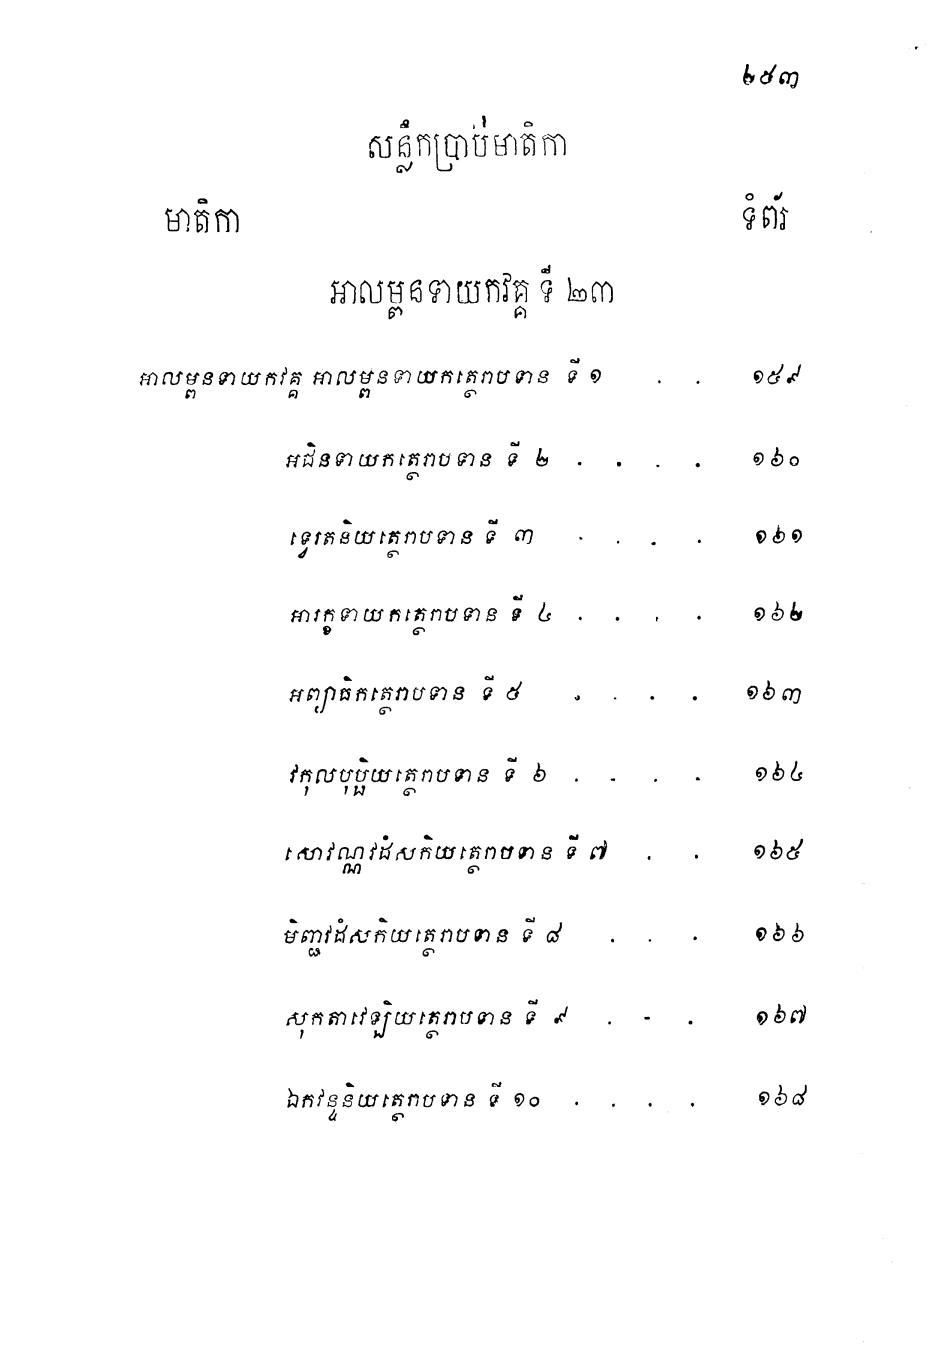 ២៩៣
សន្លឹកប្រាប់មាតិកា
មាតិកា ទំព័រ
អាលម្ពនទាយកវគ្គ ទី ២៣
អាលម្ពនទាយកវគ្គ អាលម្ពនទាយកត្ថេរាបទាន ទី ១ . . ១៥៩
អជិនទាយកត្ថេរាបទាន ទី ២ . . . . ១៦០
ទ្វេរតនិយត្ថេរាបទាន ទី ៣ . . . . ១៦១
អារក្ខទាយកត្ថេរាបទាន ទី ៤ . . . . ១៦២
អព្យាធិកត្ថេរាបទាន ទី ៥ . . . . ១៦៣
វកុលបុប្ផិយត្ថេរាបទាន ទី ៦ . . . . ១៦៤
សោវណ្ណវដំសកិយត្ថេរាបទាន ទី ៧ . . ១៦៥
មិញ្ជវដំសកិយត្ថេរាបទាន ទី ៨ . . . ១៦៦
សុកតាវេឡិយត្ថេរាបទាន ទី ៩ . . . ១៦៧
ឯកវន្ទនិយត្ថេរាបទាន ទី ១០ . . . . ១៦៨